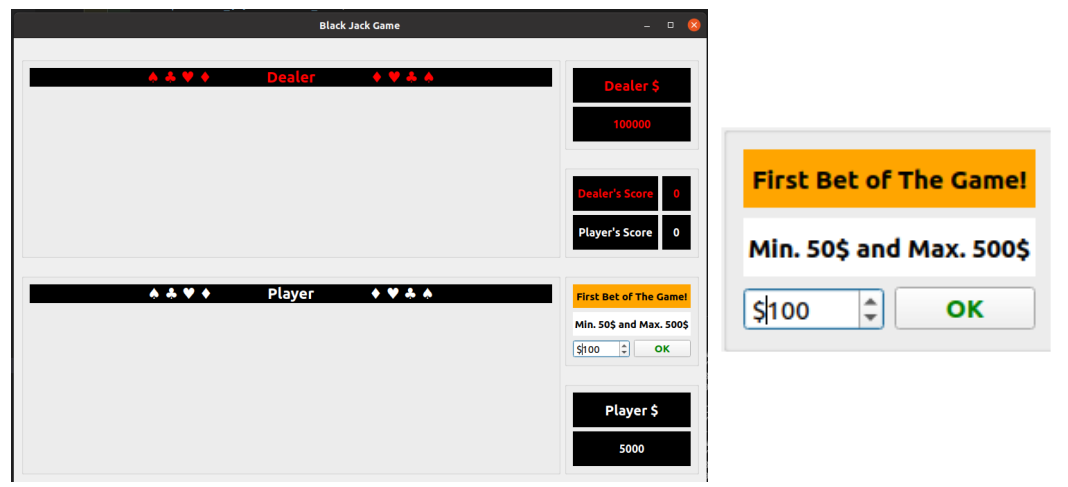 Black Jack Game
♠ ♣ ♥ ♦ Dealer ♦ ♥ ♣ ♠
Dealer $
100000
Dealer's Score 0
Player's Score 0
♠ ♣ ♥ ♦ Player ♦ ♥ ♣ ♠
First Bet of The Game!
Min. 50$ and Max. 500$
$100 OK
Player $
5000
First Bet of The Game!
Min. 50$ and Max. 500$
$100 OK